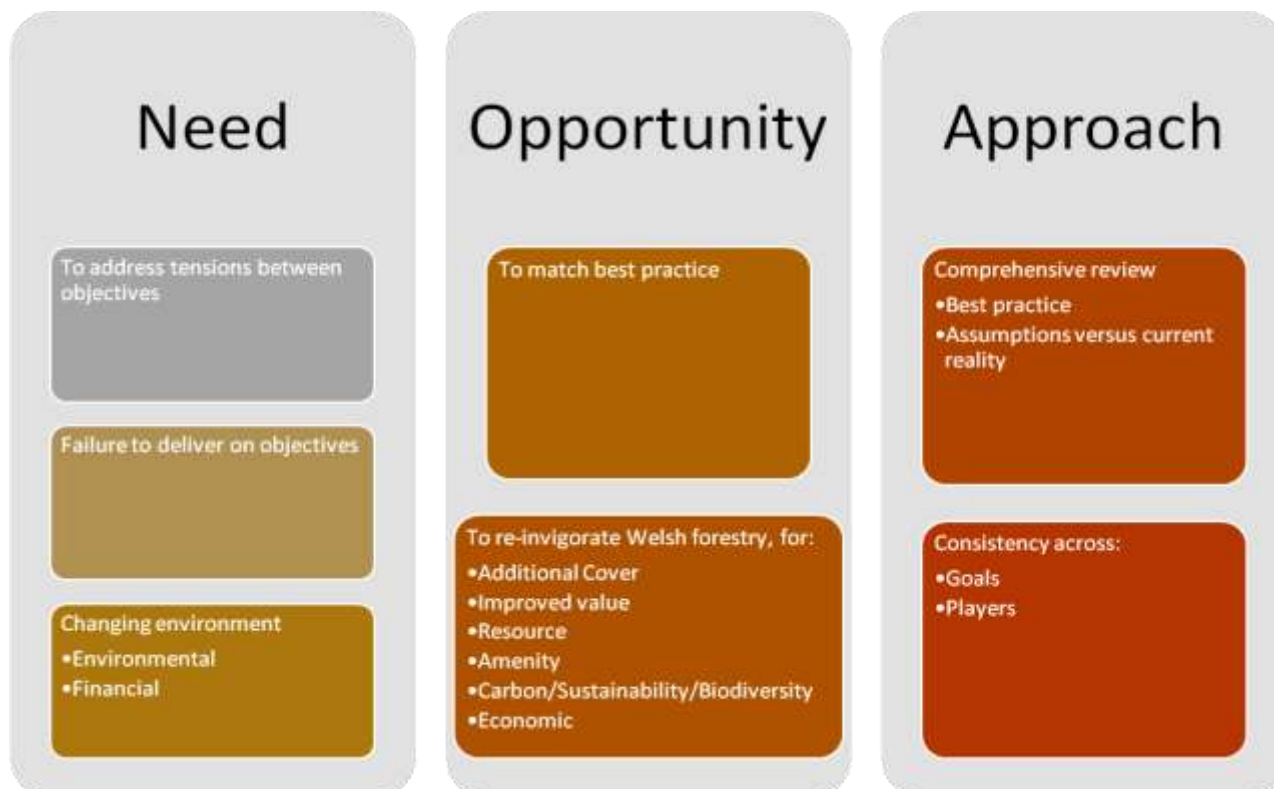 Need
To address tensions between
objectives
Failure to deliver on objectives
Changing environment
•Environmental
•Financial
Opportunity
To match best practice
To re-invigorate Welsh forestry, for:
•Additional Cover
•Improved value
•Resource
•Amenity
•Carbon/Sustainability/Biodiversity
•Economic
Approach
Comprehensive review
•Best practice
•Assumptions versus current
reality
Consistency across:
•Goals
•Players